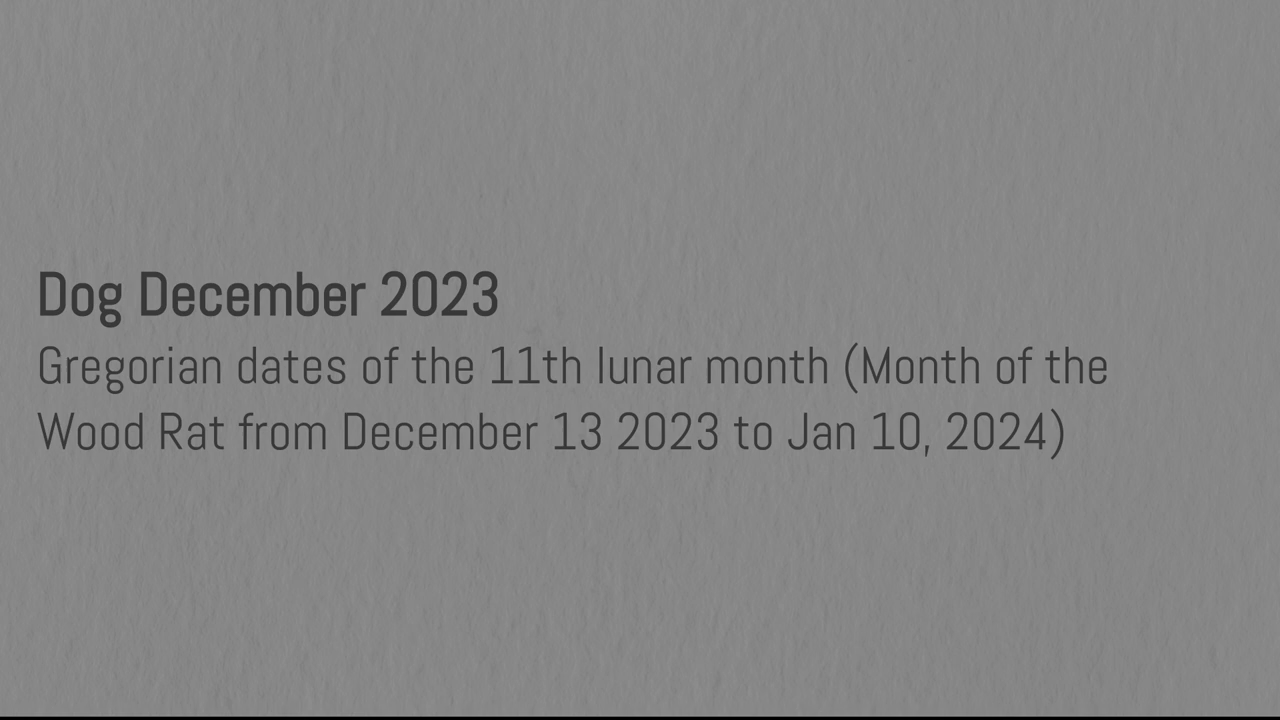 Dog December 2023
Gregorian dates of the 11th lunar month (Month of the
Wood Rat from December 13 2023 to Jan 10, 2024)